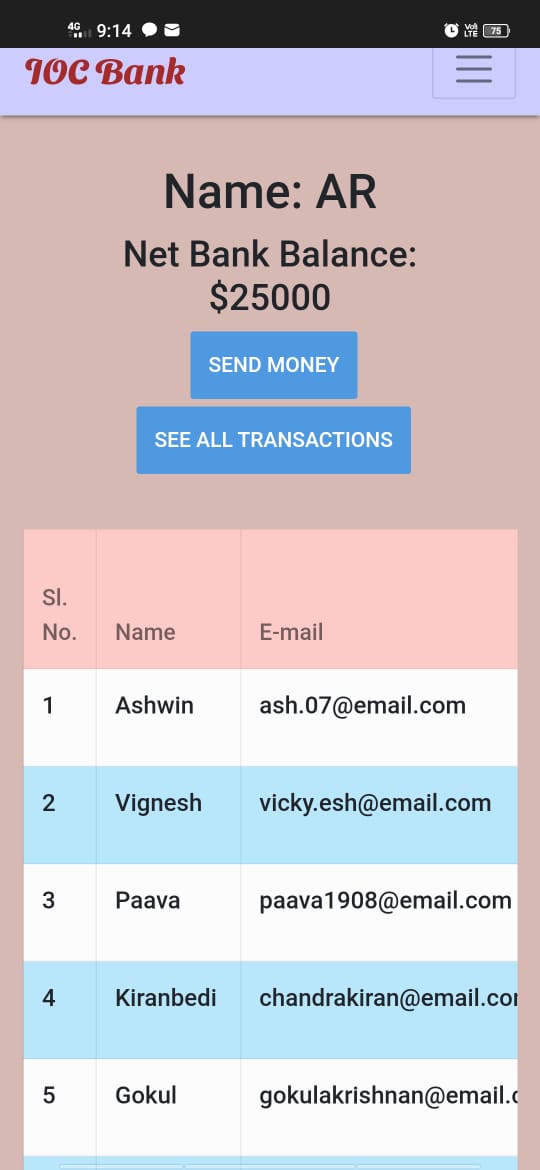 4G 9:14 Vo) LTE 75
IOC Bank
Name: AR
Net Bank Balance:
$25000
SEND MONEY
SEE ALL TRANSACTIONS
Sl.
No. Name E-mail
1 Ashwin ash.07@email.com
2 Vignesh vicky.esh@email.com
3 Paava paava1908@email.com
4 Kiranbedi chandrakiran@email.co
5 Gokul gokulakrishnan@email.